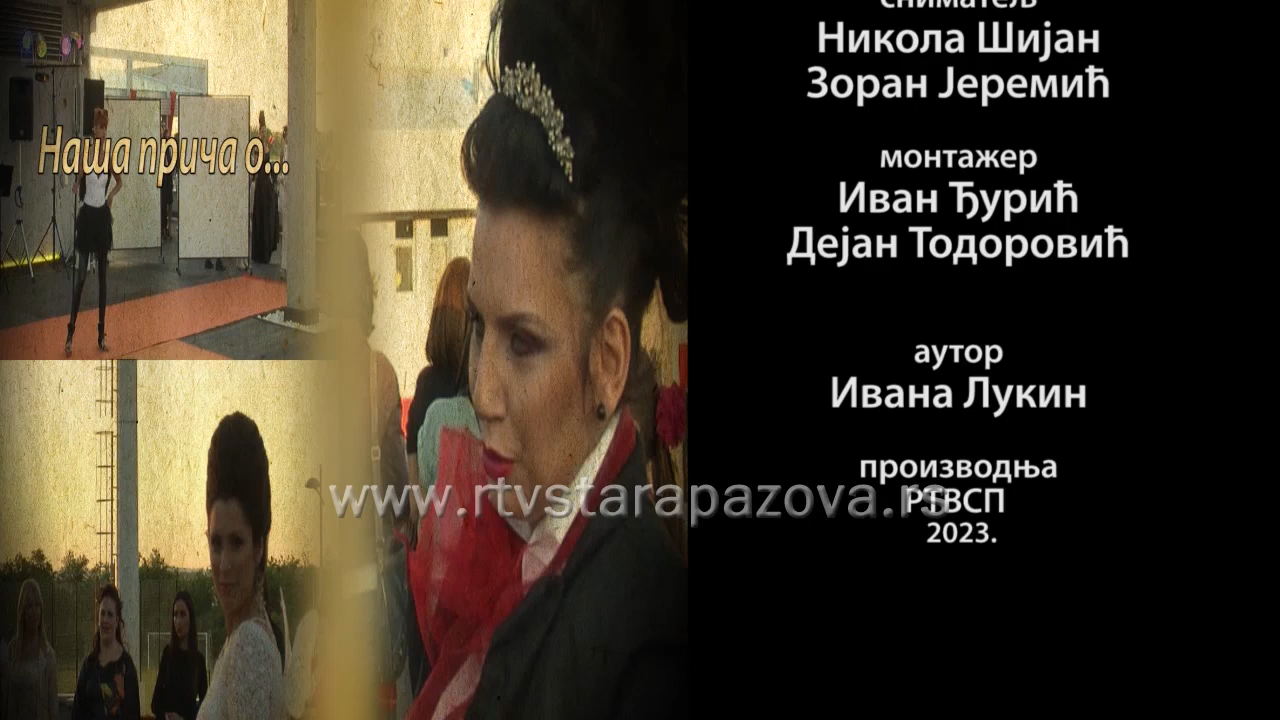 Наша прича о...
сниматељ
Никола Шијан
Зоран Јеремић
монтажер
Иван Ђурић
Дејан Тодоровић
аутор
Ивана Лукин
производња
www.rtvstarapazova.rs
РТВСП
2023.